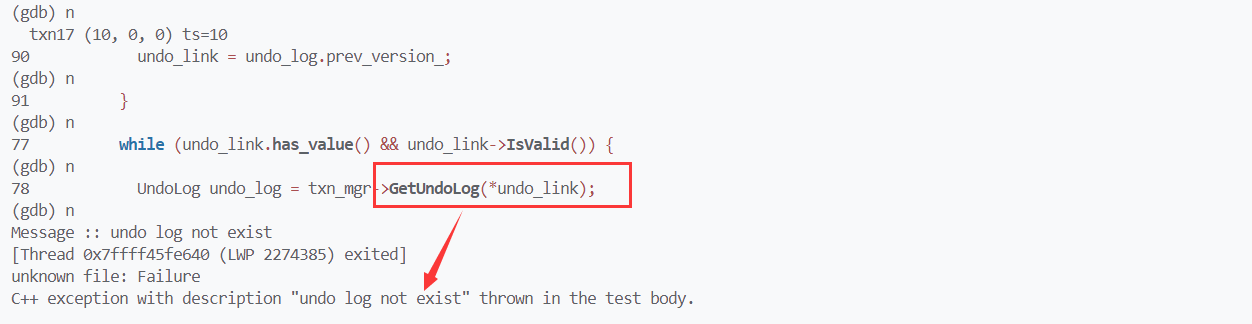 (gdb) n
  txn17 (10, 0, 0) ts=10
90            undo_link = undo_log.prev_version_;
(gdb) n
91          }
(gdb) n
77          while (undo_link.has_value() && undo_link->IsValid()) {
(gdb) n
78            UndoLog undo_log = txn_mgr->GetUndoLog(*undo_link);
(gdb) n
Message :: undo log not exist
[Thread 0x7ffff45fe640 (LWP 2274385) exited]
unknown file: Failure
C++ exception with description "undo log not exist" thrown in the test body.